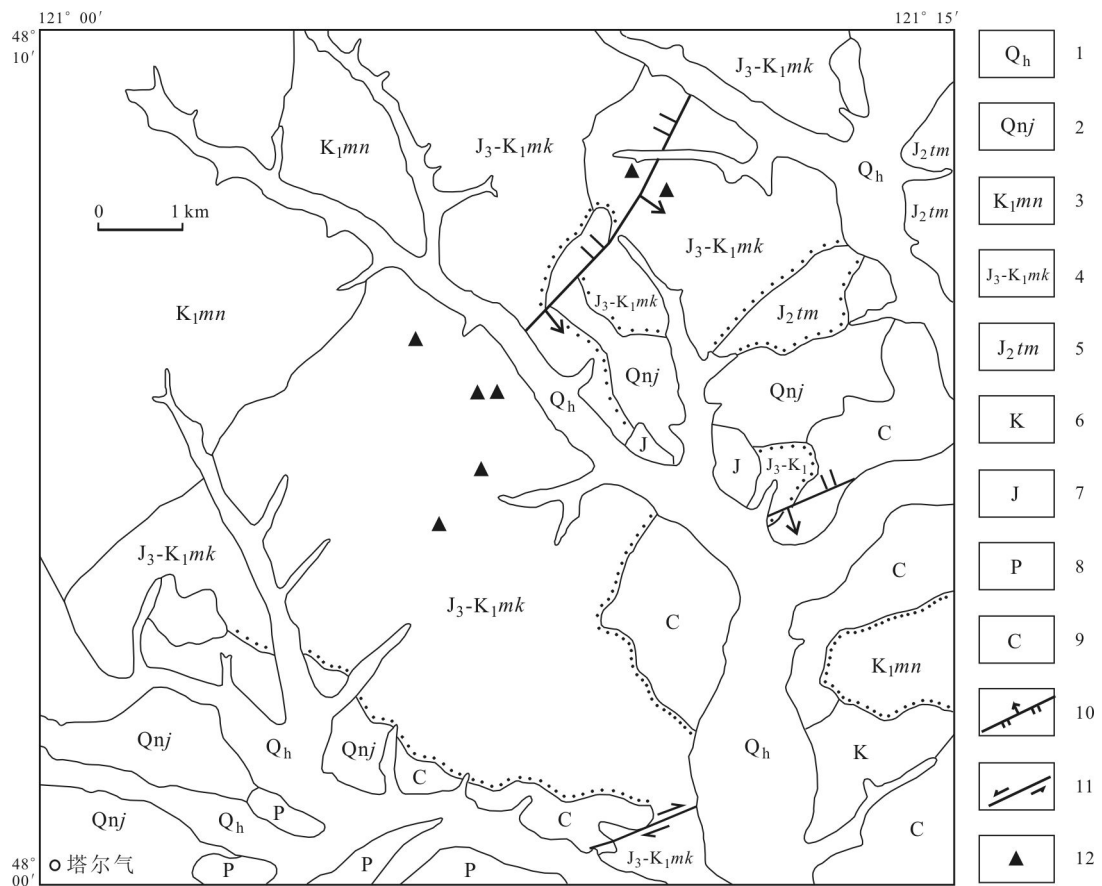 121° 00′
121° 15′
48°
10′
J₃-K₁mk
Qₕ
1
Qnj
2
K₁mn
J₃-K₁mk
J₂tm
Qₕ
K₁mn
3
0 1 km
J₂tm
J₃-K₁mk
J₃-K₁mk
4
K₁mn
J₃-K₁mk
J₂tm
J₂tm
5
Qnj
Qnj
Qₕ
K
6
C
J
J
J₃-K₁
J
7
J₃-K₁mk
C
P
8
J₃-K₁mk
C
C
9
K₁mn
10
Qnj
Qₕ
Qnj
Qₕ
K
C
11
P
Qnj
Qₕ
C
C
48°
00′
塔尔气
P
P
P
J₃-K₁mk
12